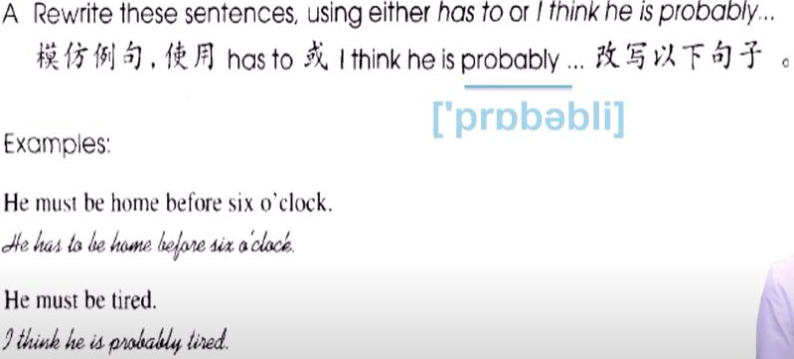 A Rewrite these sentences, using either has to or I think he is probably...
模仿例句，使用 has to 或 I think he is probably ... 改写以下句子 。
['prɒbəbli]
Examples:
He must be home before six o'clock.
He has to be home before six o'clock.
He must be tired.
I think he is probably tired.